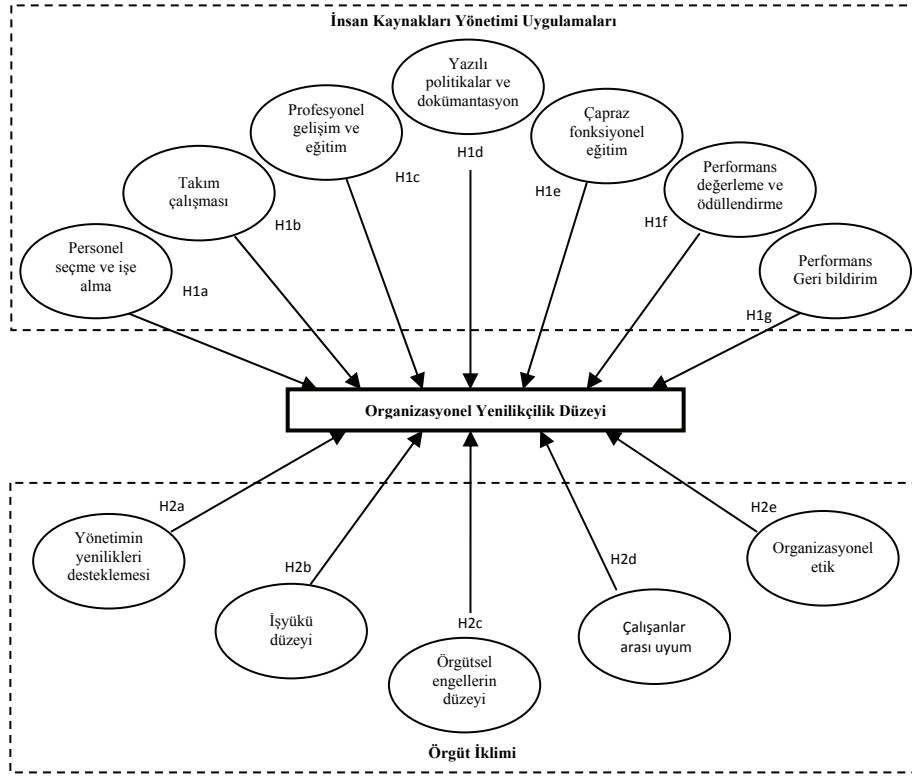 İnsan Kaynakları Yönetimi Uygulamaları
Yazılı
politikalar ve
dokümantasyon
H1d
Profesyonel
gelişim ve
eğitim
H1c
Çapraz
fonksiyonel
eğitim
H1e
Takım
çalışması
H1b
Performans
değerleme ve
ödüllendirme
H1f
Personel
seçme ve işe
alma
H1a
Performans
Geri bildirim
H1g
Organizasyonel Yenilikçilik Düzeyi
H2a
Yönetimin
yenilikleri
desteklemesi
H2b
İşyükü
düzeyi
H2c
Örgütsel
engellerin
düzeyi
H2d
Çalışanlar
arası uyum
H2e
Organizasyonel
etik
Örgüt İklimi